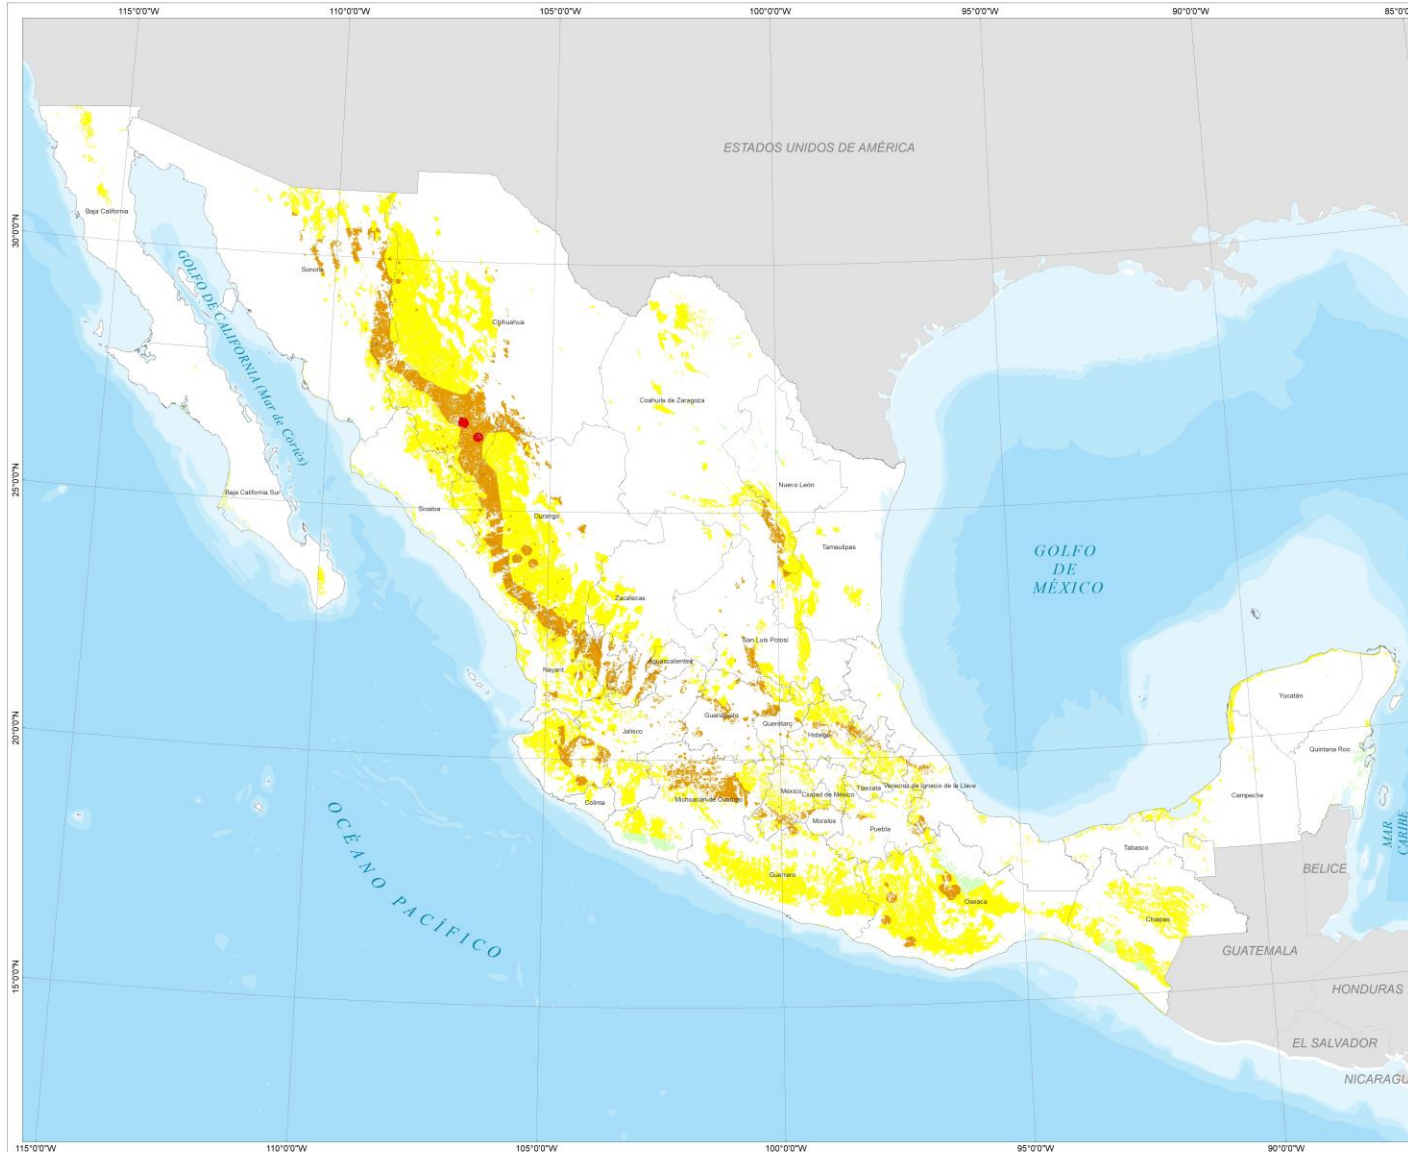 115°0'0"W
110°0'0"W
105°0'0"W
100°0'0"W
95°0'0"W
90°0'0"W
85°0'0"W
ESTADOS UNIDOS DE AMÉRICA
30°0'0"N
Baja California
Sonora
GOLFO DE CALIFORNIA (Mar de Cortés)
Chihuahua
Coahuila de Zaragoza
25°0'0"N
Nuevo León
Baja California Sur
Sinaloa
Durango
Tamaulipas
GOLFO
DE
MÉXICO
Zacatecas
San Luis Potosí
Aguascalientes
Nayarit
Yucatán
20°0'0"N
Guanajuato
Querétaro
Jalisco
Hidalgo
Quintana Roo
Veracruz de Ignacio de la Llave
Tlaxcala
México
Ciudad de México
Campeche
Michoacán de Ocampo
Colima
Morelos
Puebla
MAR
CARIBE
Tabasco
OCÉANO PACÍFICO
BELICE
Guerrero
Oaxaca
Chiapas
GUATEMALA
15°0'0"N
HONDURAS
EL SALVADOR
NICARAGU
115°0'0"W
110°0'0"W
105°0'0"W
100°0'0"W
95°0'0"W
90°0'0"W